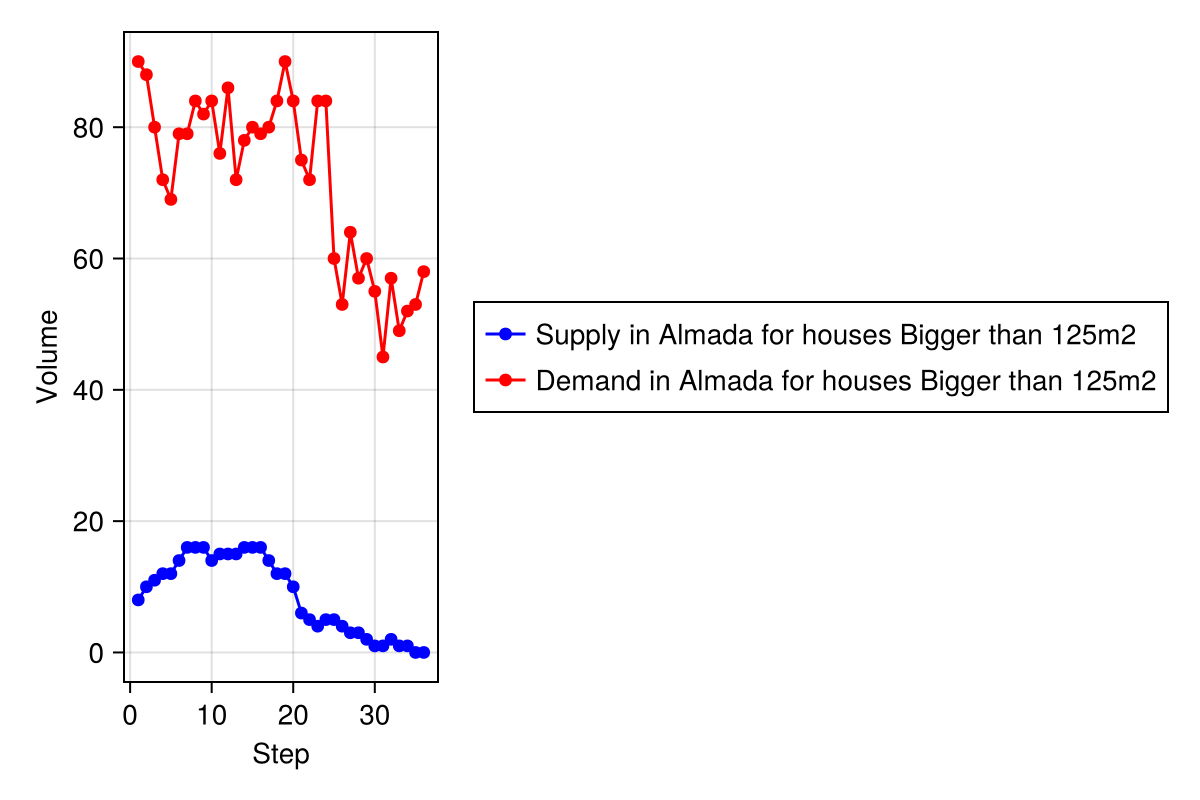 80
60
40
20
0
Volume
0 10 20 30
Step
Supply in Almada for houses Bigger than 125m2
Demand in Almada for houses Bigger than 125m2